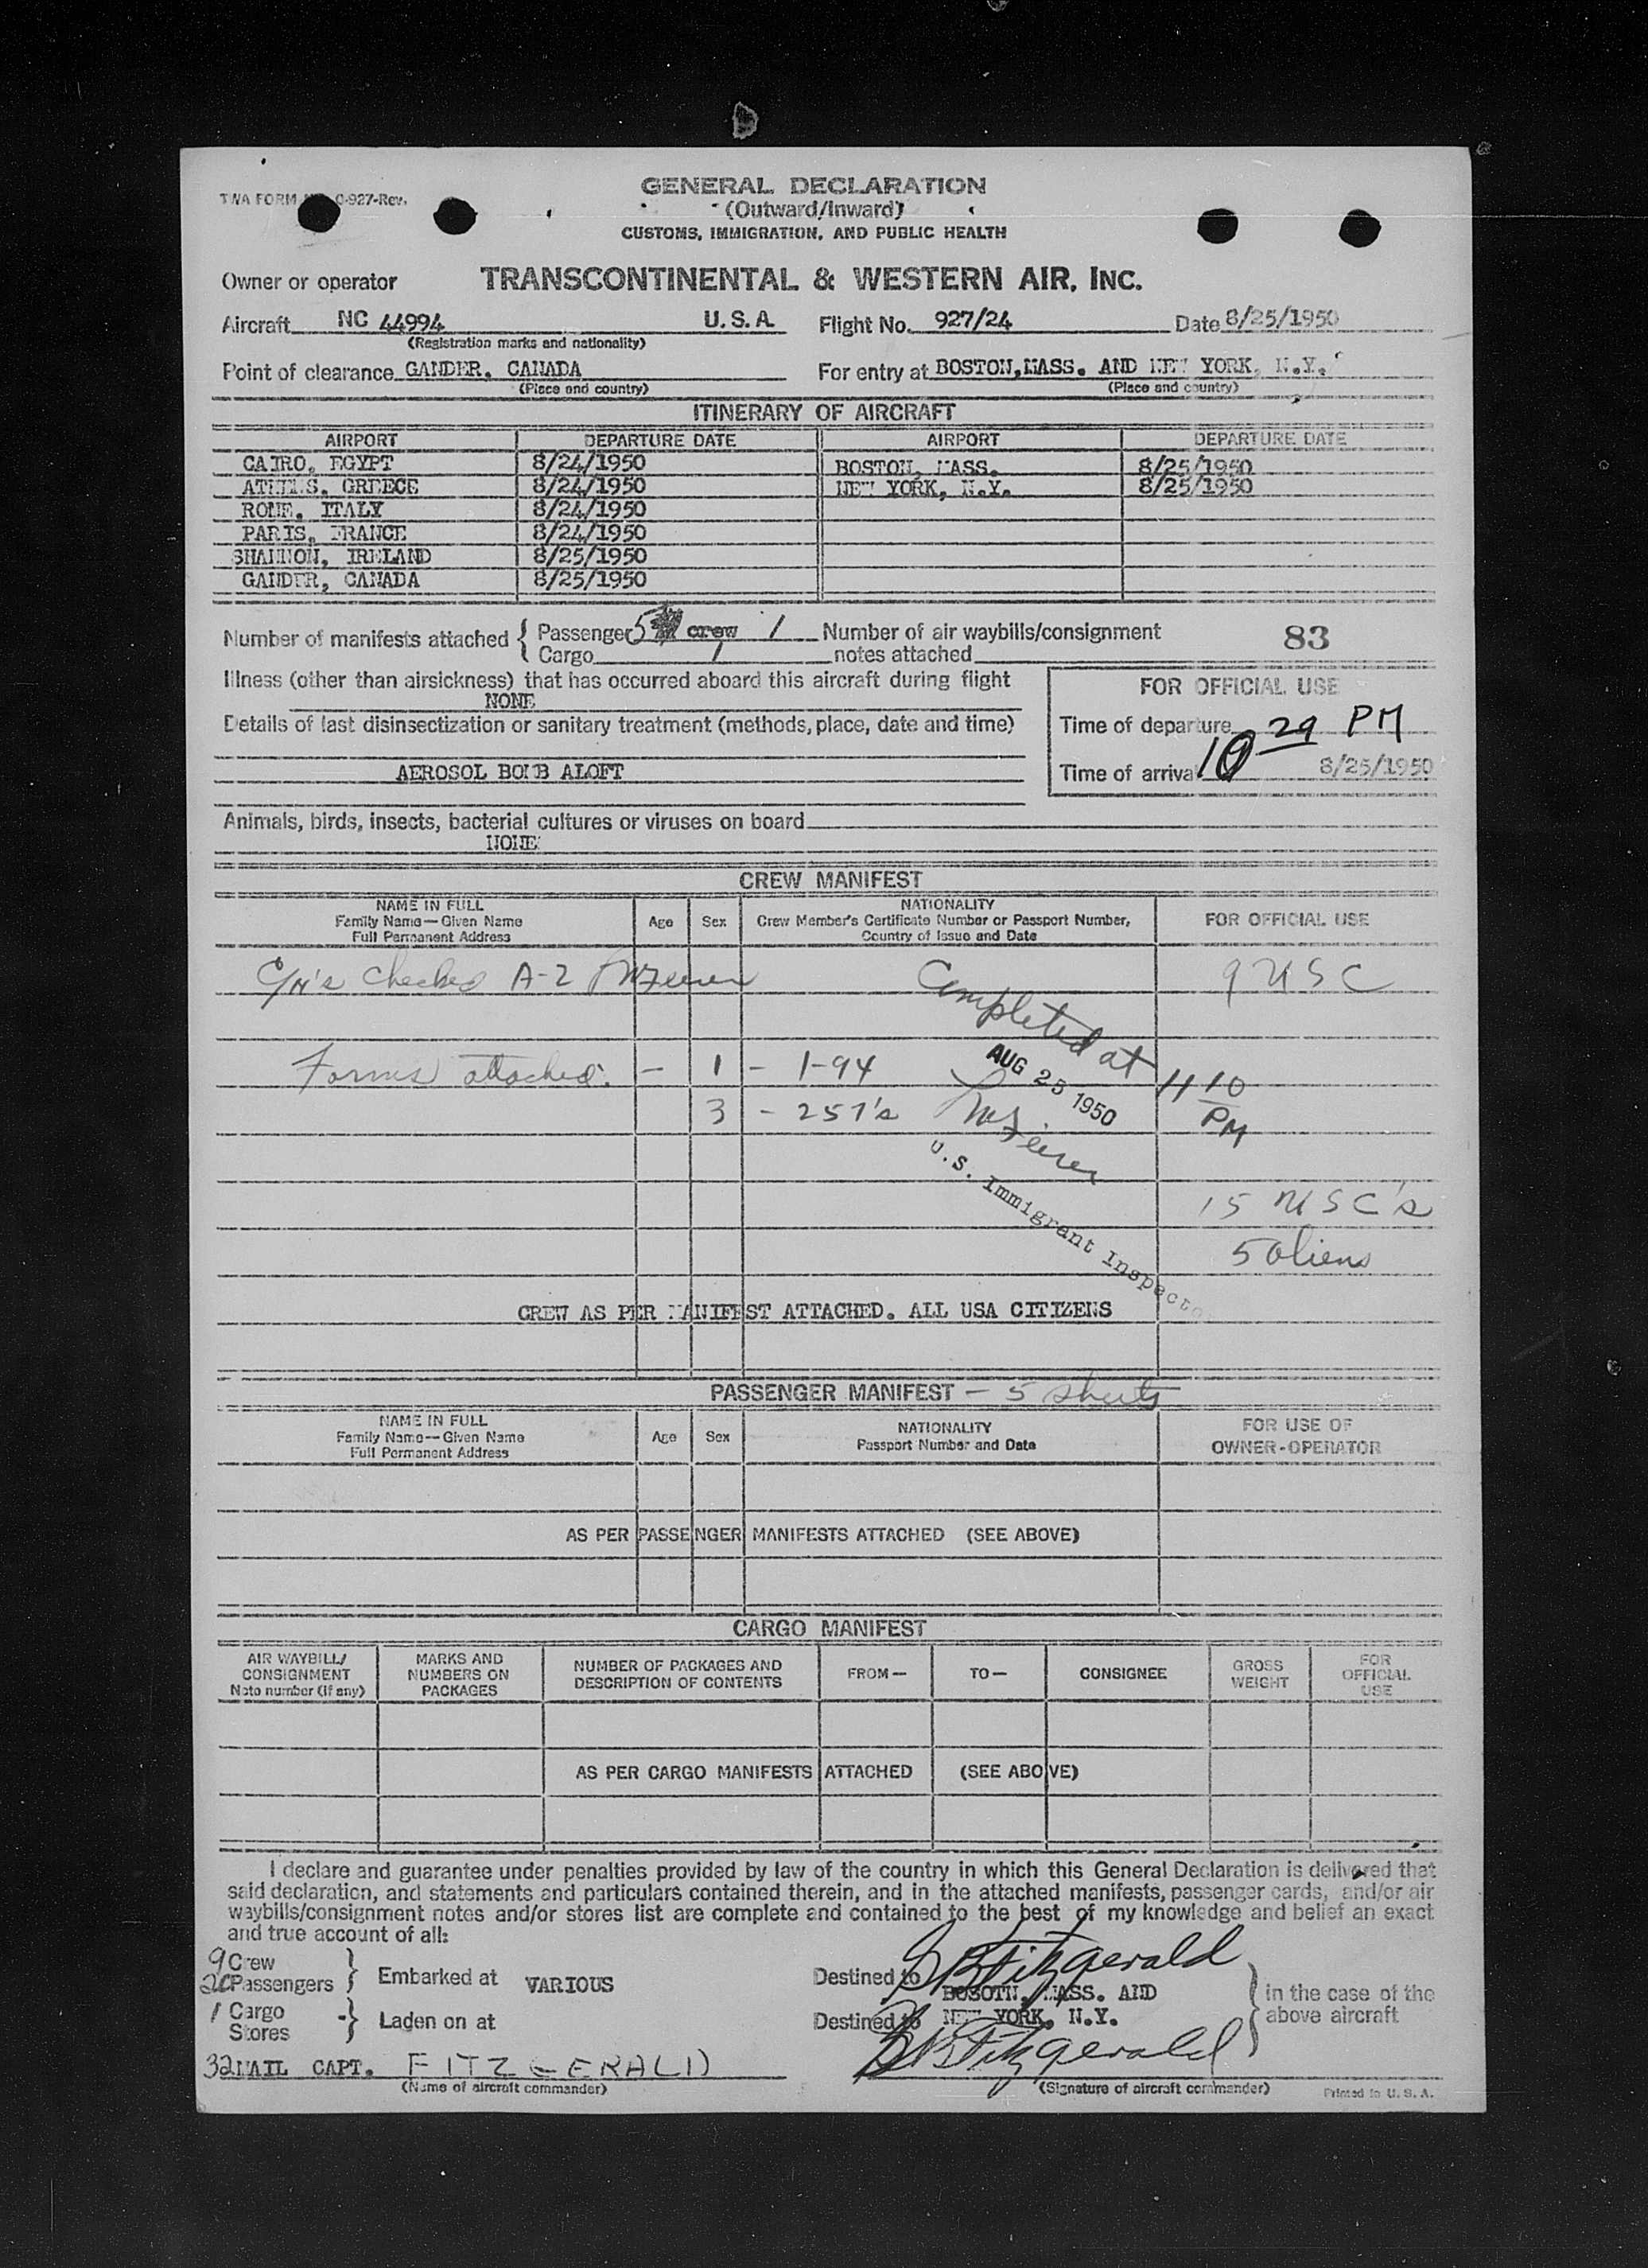 TWA FORM 0-927-Rev.
GENERAL DECLARATION
(Outward/Inward)
CUSTOMS, IMMIGRATION, AND PUBLIC HEALTH
Owner or operator TRANSCONTINENTAL & WESTERN AIR, INC.
Aircraft NC 44994 U.S.A. Flight No. 927/24 Date 8/25/1950
(Registration marks and nationality)
Point of clearance GANDER, CANADA For entry at BOSTON, MASS. AND NEW YORK, N.Y.
(Place and country) (Place and country)
ITINERARY OF AIRCRAFT
AIRPORT DEPARTURE DATE AIRPORT DEPARTURE DATE
CAIRO, EGYPT 8/24/1950 BOSTON, MASS. 8/25/1950
ATHENS, GREECE 8/24/1950 NEW YORK, N.Y. 8/25/1950
ROME, ITALY 8/24/1950
PARIS, FRANCE 8/24/1950
SHANNON, IRELAND 8/25/1950
GANDER, CANADA 8/25/1950
Number of manifests attached { Passenger 5 crew 1 Number of air waybills/consignment 83
Cargo 1 notes attached
Illness (other than airsickness) that has occurred aboard this aircraft during flight
NONE
FOR OFFICIAL USE
Details of last disinsectization or sanitary treatment (methods, place, date and time)
Time of departure
10 29 PM
AEROSOL BOMB ALOFT
Time of arrival 8/25/1950
Animals, birds, insects, bacterial cultures or viruses on board
NONE
CREW MANIFEST
NAME IN FULL
Family Name—Given Name
Full Permanent Address
Age Sex
NATIONALITY
Crew Member's Certificate Number or Passport Number,
Country of Issue and Date
FOR OFFICIAL USE
C/N's Checked A-2 9 USC
Completed at 11 10 PM
Forms attached. — 1 - 1-94
AUG 25 1950
3 - 257's
U.S. Immigrant Inspector
15 USC's
5 aliens
CREW AS PER MANIFEST ATTACHED. ALL USA CITIZENS
PASSENGER MANIFEST — 5 sheets
NAME IN FULL
Family Name—Given Name
Full Permanent Address
Age Sex
NATIONALITY
Passport Number and Date
FOR USE OF
OWNER-OPERATOR
AS PER PASSENGER MANIFESTS ATTACHED (SEE ABOVE)
CARGO MANIFEST
AIR WAYBILL/
CONSIGNMENT
Note number (if any)
MARKS AND
NUMBERS ON
PACKAGES
NUMBER OF PACKAGES AND
DESCRIPTION OF CONTENTS
FROM— TO— CONSIGNEE
GROSS
WEIGHT
FOR
OFFICIAL
USE
AS PER CARGO MANIFESTS ATTACHED (SEE ABOVE)
I declare and guarantee under penalties provided by law of the country in which this General Declaration is delivered that
said declaration, and statements and particulars contained therein, and in the attached manifests, passenger cards, and/or air
waybills/consignment notes and/or stores list are complete and contained to the best of my knowledge and belief an exact
and true account of all:
9 Crew
20 Passengers } Embarked at VARIOUS Destined to BOSOTN, MASS. AND
B Fitzgerald
in the case of the
above aircraft
1 Cargo
Stores } Laden on at Destined to NEW YORK, N.Y.
B Fitzgerald
32 MAIL CAPT. FITZGERALD
(Name of aircraft commander) (Signature of aircraft commander) Printed in U.S.A.